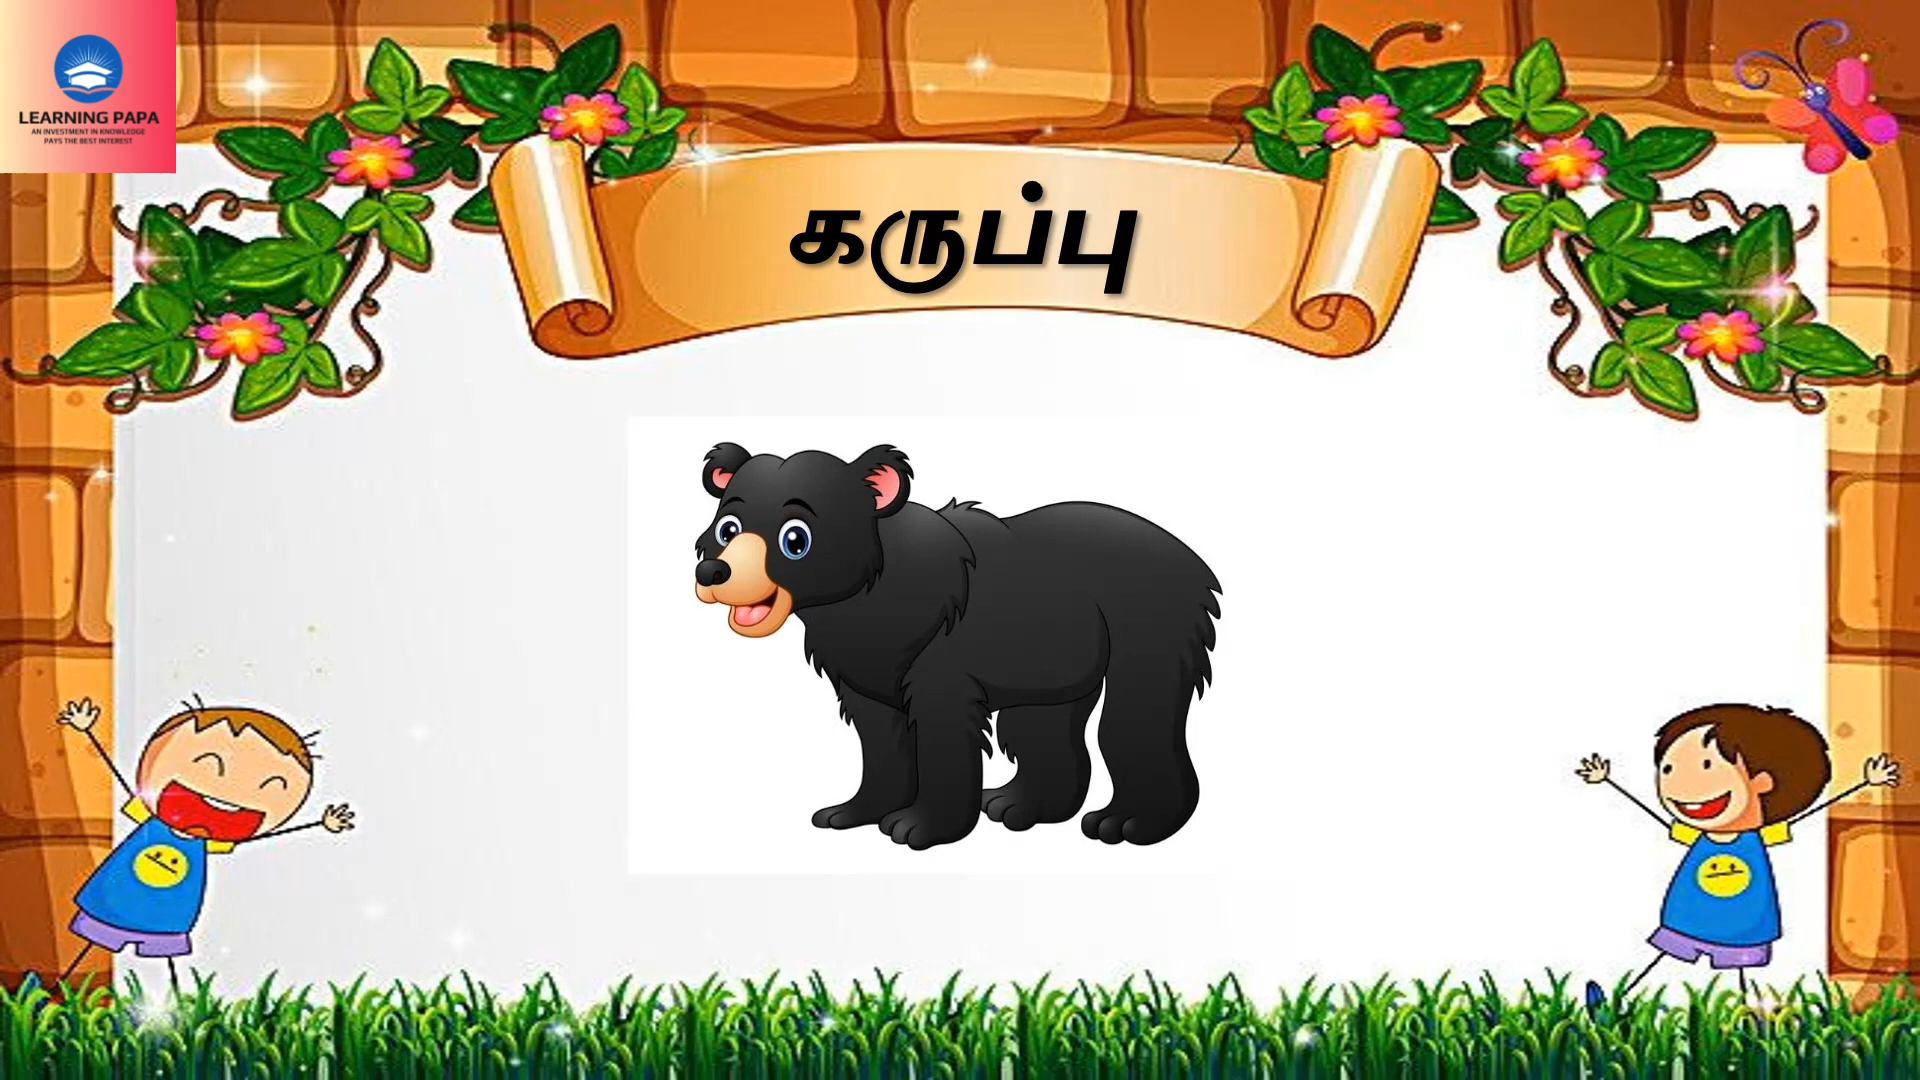 LEARNING PAPA
AN INVESTMENT IN KNOWLEDGE
PAYS THE BEST INTEREST
கருப்பு